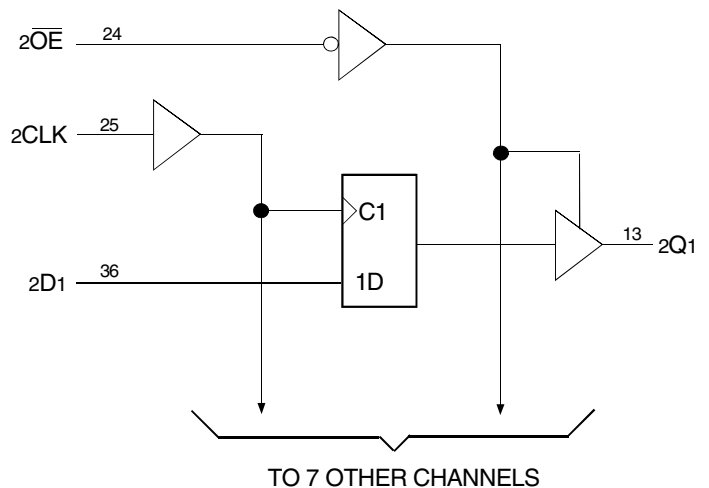 2OE 24
2CLK 25
C1
13 2Q1
2D1 36
1D
TO 7 OTHER CHANNELS